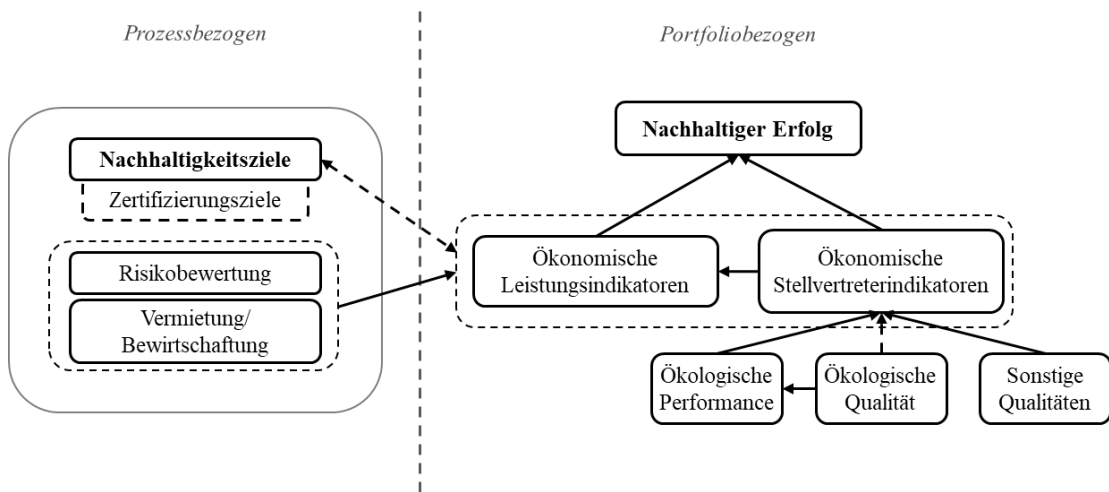 Prozessbezogen
Portfoliobezogen
Nachhaltigkeitsziele
Zertifizierungsziele
Risikobewertung
Vermietung/
Bewirtschaftung
Nachhaltiger Erfolg
Ökonomische
Leistungsindikatoren
Ökonomische
Stellvertreterindikatoren
Ökologische
Performance
Ökologische
Qualität
Sonstige
Qualitäten